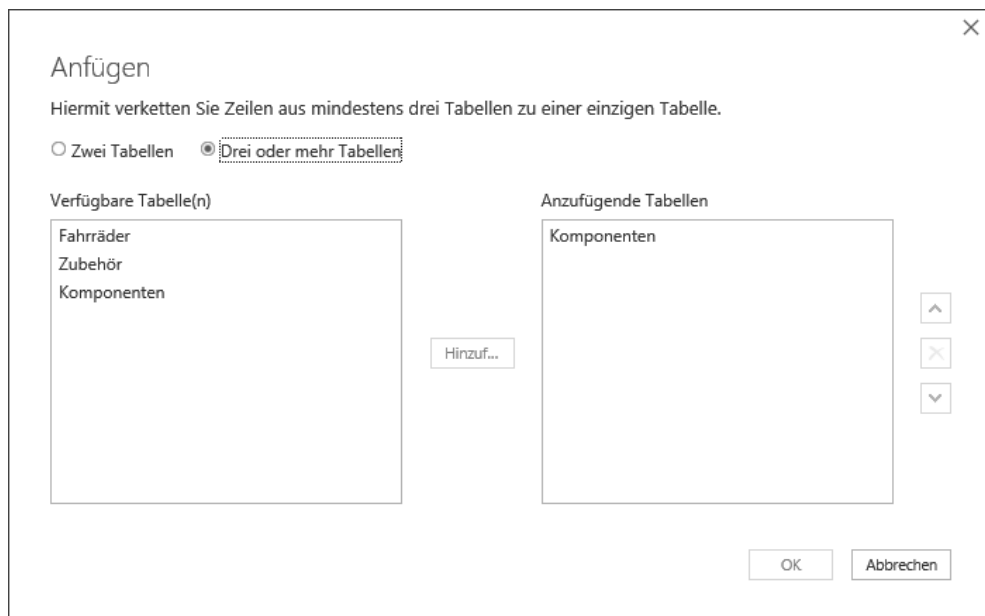 Anfügen
Hiermit verketten Sie Zeilen aus mindestens drei Tabellen zu einer einzigen Tabelle.
Zwei Tabellen Drei oder mehr Tabellen
Verfügbare Tabelle(n)
Fahrräder
Zubehör
Komponenten
Hinzuf...
Anzufügende Tabellen
Komponenten
OK Abbrechen